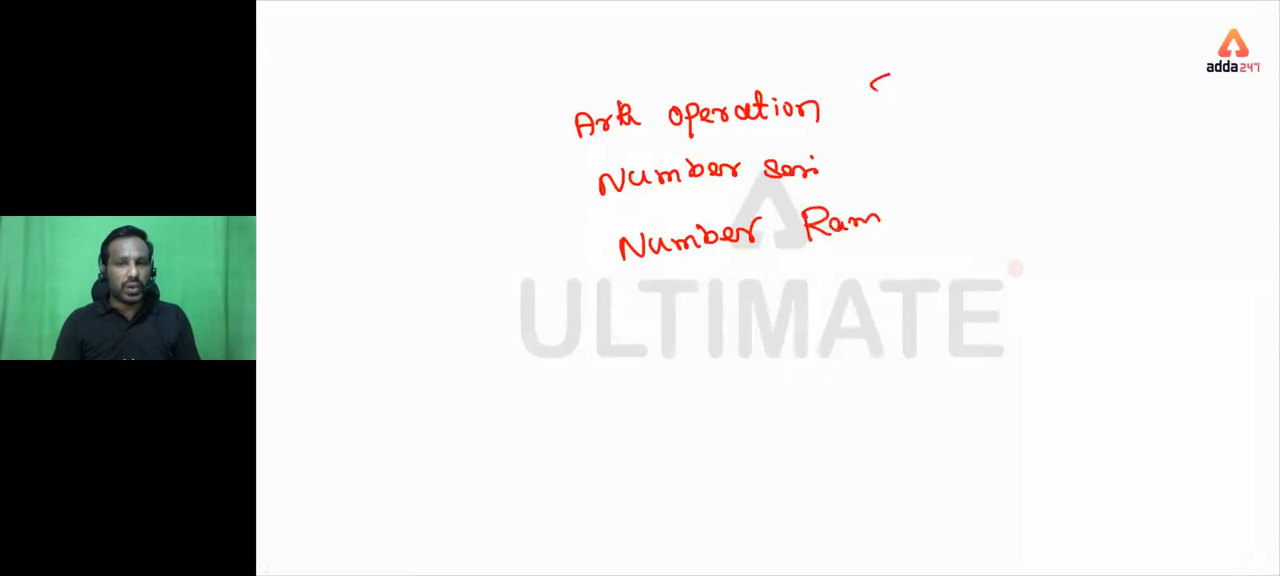 adda247
Arth operation
Number seri
Number Ram
ULTIMATE